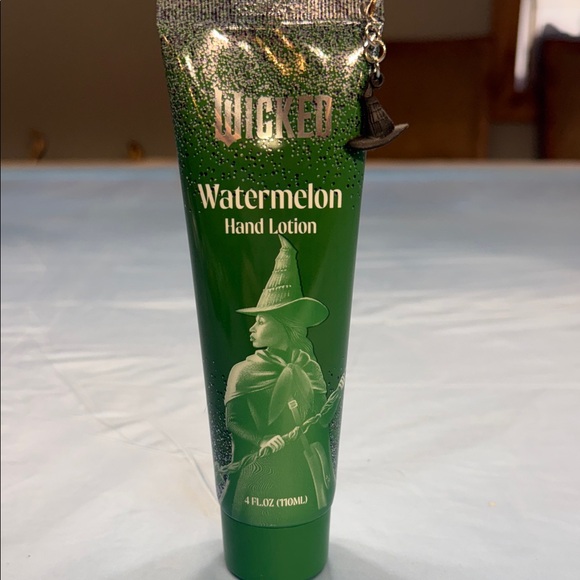 WICKED
Watermelon
Hand Lotion
4 FL.OZ (110ML)